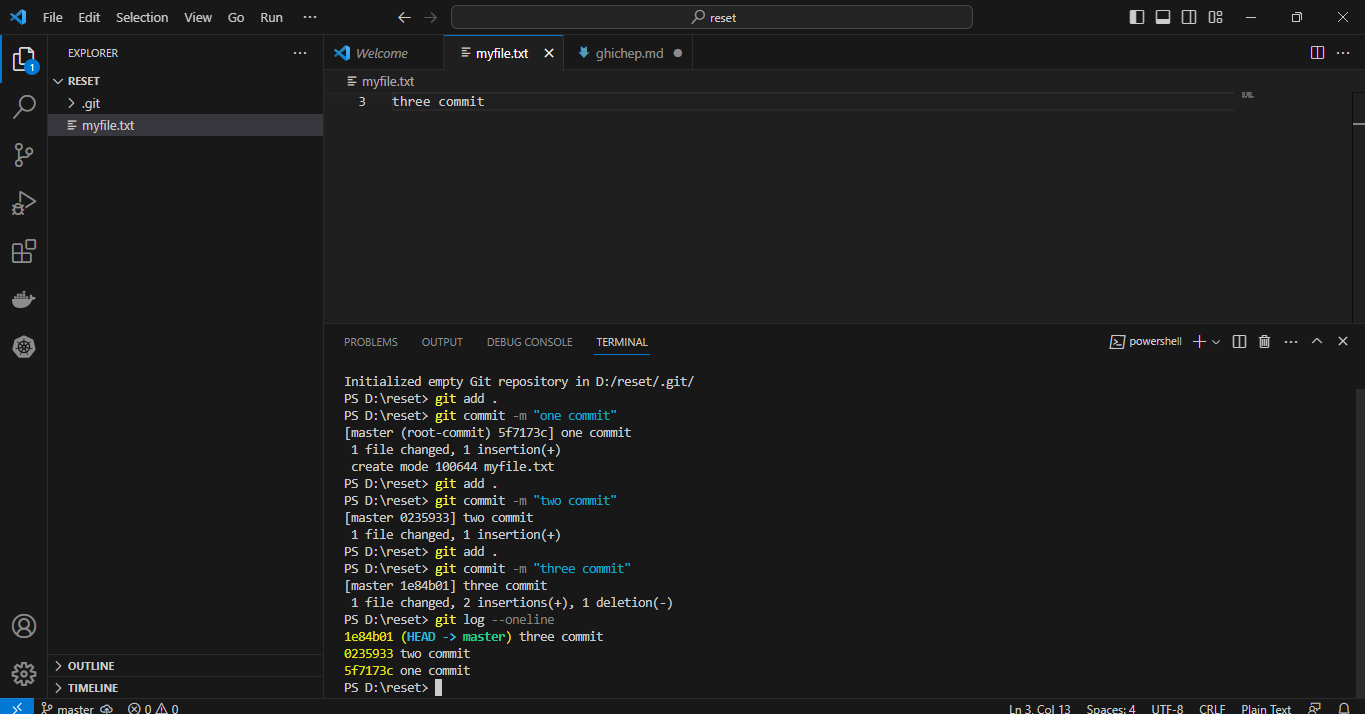 File Edit Selection View Go Run ···
reset
EXPLORER ···
RESET
.git
myfile.txt
OUTLINE
TIMELINE
1
Welcome
myfile.txt
ghichep.md
myfile.txt
3 three commit
PROBLEMS OUTPUT DEBUG CONSOLE TERMINAL
powershell
Initialized empty Git repository in D:/reset/.git/
PS D:\reset> git add .
PS D:\reset> git commit -m "one commit"
[master (root-commit) 5f7173c] one commit
1 file changed, 1 insertion(+)
create mode 100644 myfile.txt
PS D:\reset> git add .
PS D:\reset> git commit -m "two commit"
[master 0235933] two commit
1 file changed, 1 insertion(+)
PS D:\reset> git add .
PS D:\reset> git commit -m "three commit"
[master 1e84b01] three commit
1 file changed, 2 insertions(+), 1 deletion(-)
PS D:\reset> git log --oneline
1e84b01 (HEAD -> master) three commit
0235933 two commit
5f7173c one commit
PS D:\reset>
master 0 0
Ln 3, Col 13 Spaces: 4 UTF-8 CRLF Plain Text